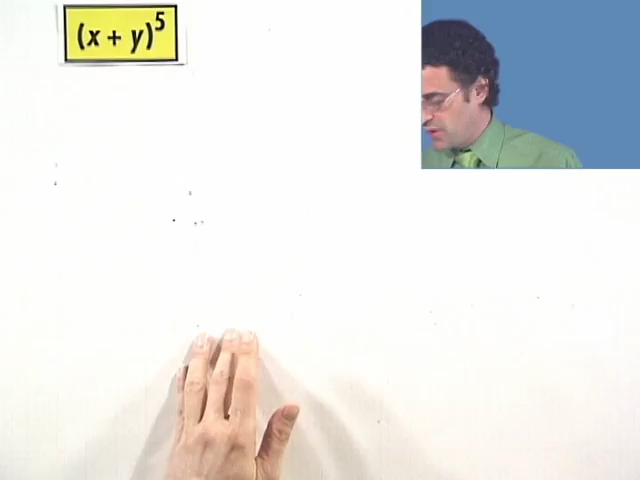 (x + y)⁵